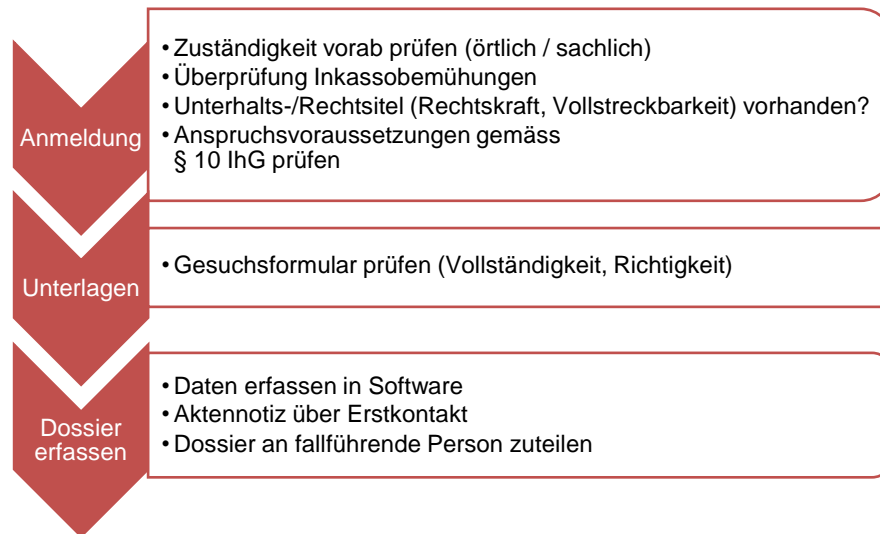 Anmeldung
• Zuständigkeit vorab prüfen (örtlich / sachlich)
• Überprüfung Inkassobemühungen
• Unterhalts-/Rechtsitel (Rechtskraft, Vollstreckbarkeit) vorhanden?
• Anspruchsvoraussetzungen gemäss
§ 10 IhG prüfen
Unterlagen
• Gesuchsformular prüfen (Vollständigkeit, Richtigkeit)
Dossier
erfassen
• Daten erfassen in Software
• Aktennotiz über Erstkontakt
• Dossier an fallführende Person zuteilen